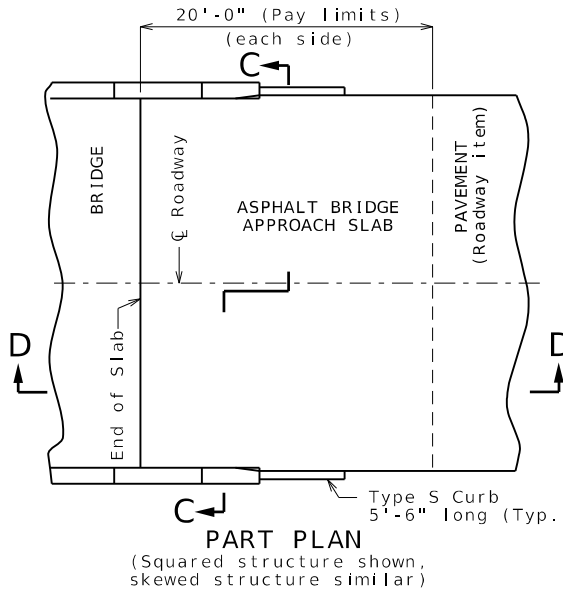 20'-0" (Pay limits)
(each side)
C
BRIDGE
℄ Roadway
ASPHALT BRIDGE
APPROACH SLAB
PAVEMENT
(Roadway item)
D
D
End of Slab
C
Type S Curb
5'-6" long (Typ.
PART PLAN
(Squared structure shown,
skewed structure similar)